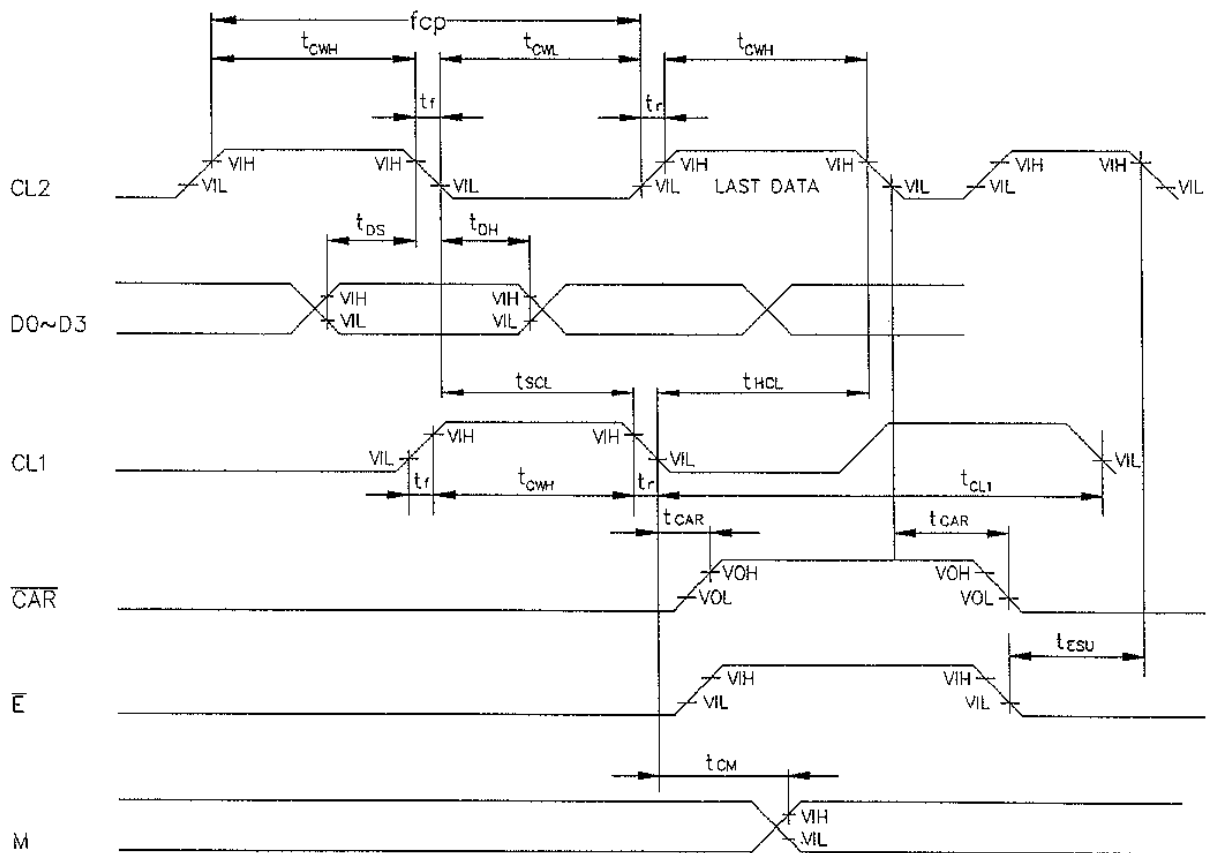 fcp
tCWH tCWL tCWH
tf tr
CL2 VIH VIH VIH VIH VIH VIH
VIL VIL VIL LAST DATA VIL VIL VIL
tDS tDH
D0~D3 VIH VIH
VIL VIL
tSCL tHCL
CL1 VIH VIH
VIL VIL VIL
tf tCWH tr tCL1
tCAR tCAR
CAR VOH VOH
VOL VOL
tESU
E VIH VIH
VIL VIL
tCM
M VIH
VIL